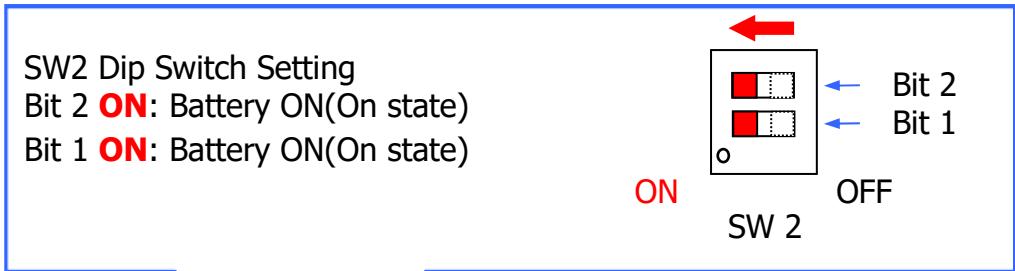 SW2 Dip Switch Setting
Bit 2 ON: Battery ON(On state)
Bit 1 ON: Battery ON(On state)
Bit 2
Bit 1
ON
OFF
SW 2